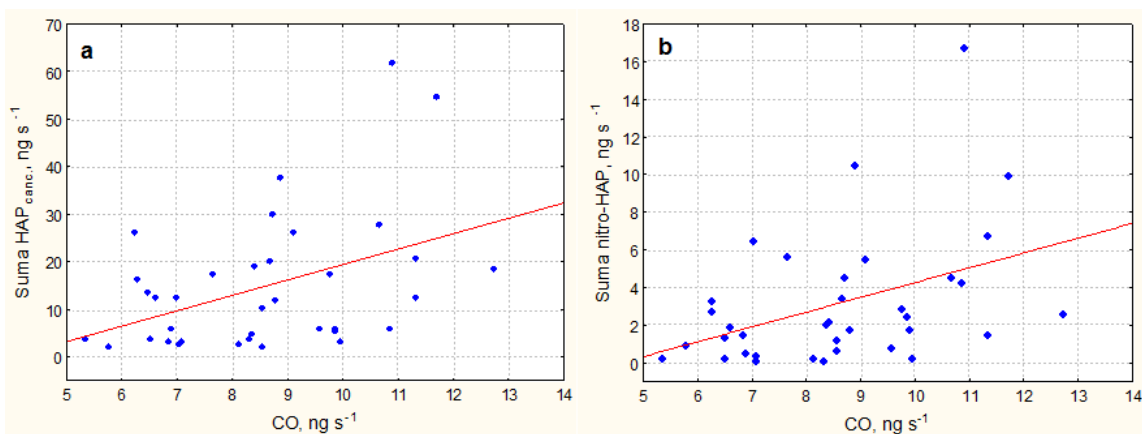 a
Suma HAP canc., ng s⁻¹
70
60
50
40
30
20
10
0
5 6 7 8 9 10 11 12 13 14
CO, ng s⁻¹
b
Suma nitro-HAP, ng s⁻¹
18
16
14
12
10
8
6
4
2
0
5 6 7 8 9 10 11 12 13 14
CO, ng s⁻¹